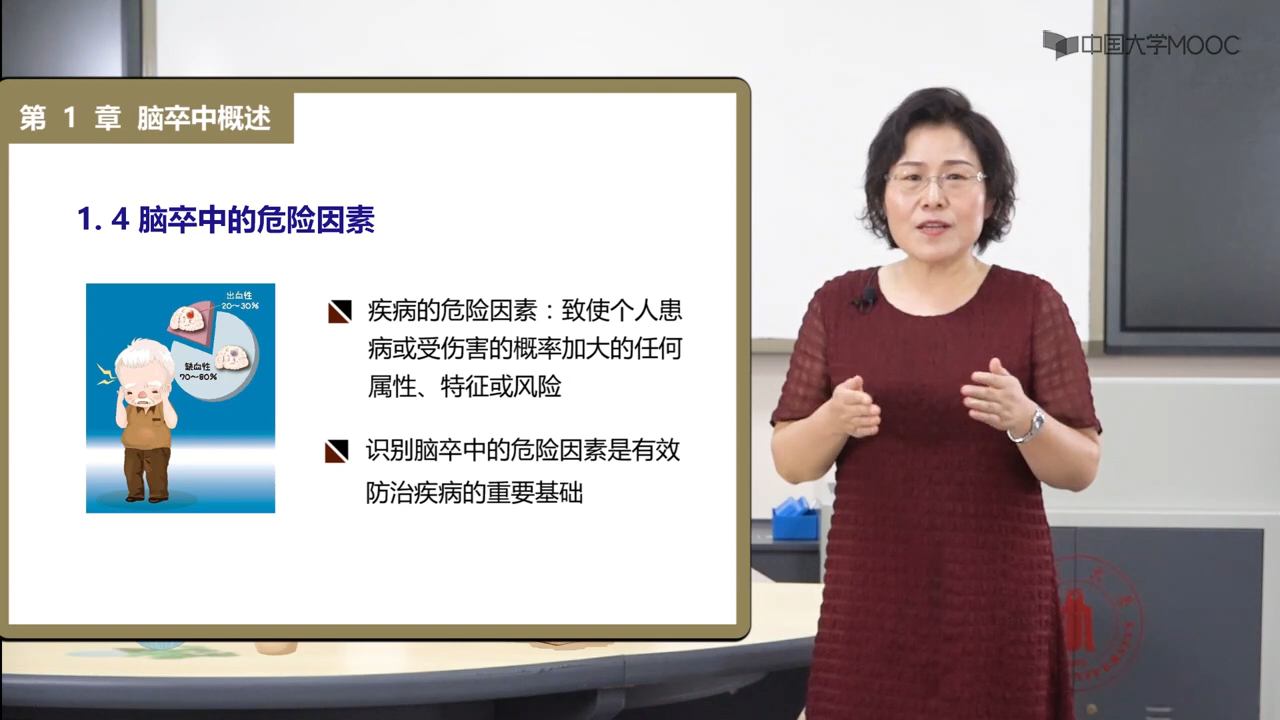 中国大学MOOC
第 1 章 脑卒中概述
1. 4 脑卒中的危险因素
出血性
20～30%
缺血性
70～80%
疾病的危险因素：致使个人患
病或受伤害的概率加大的任何
属性、特征或风险
识别脑卒中的危险因素是有效
防治疾病的重要基础